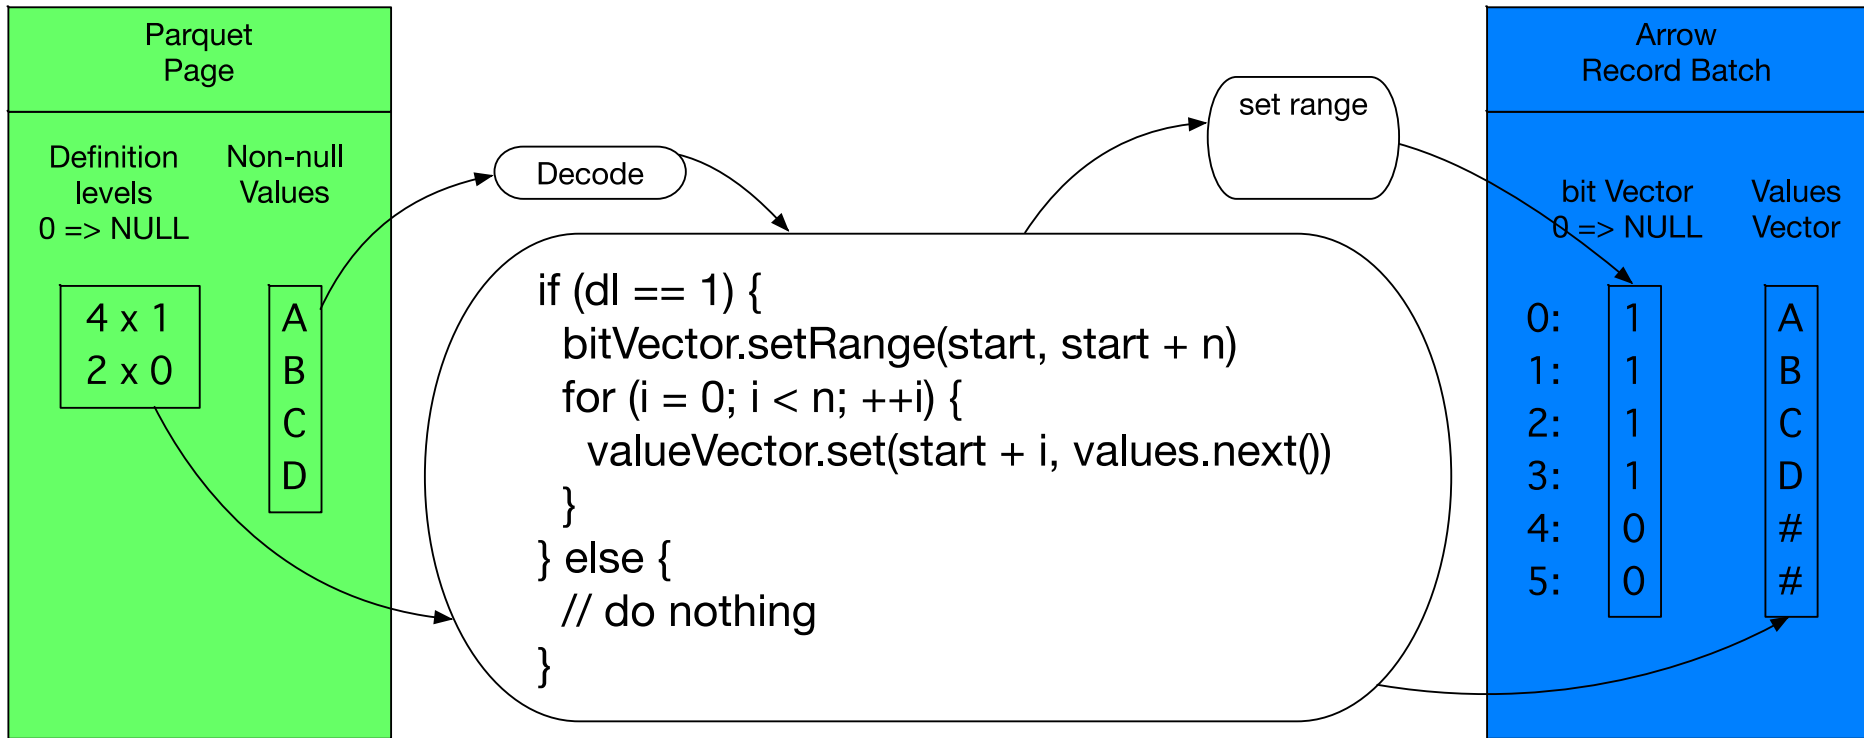 Parquet
Page
Definition
levels
0 => NULL
Non-null
Values
4 x 1
2 x 0
A
B
C
D
Decode
if (dl == 1) {
bitVector.setRange(start, start + n)
for (i = 0; i < n; ++i) {
valueVector.set(start + i, values.next())
}
} else {
// do nothing
}
set range
Arrow
Record Batch
bit Vector
0 => NULL
Values
Vector
0: 1 A
1: 1 B
2: 1 C
3: 1 D
4: 0 #
5: 0 #